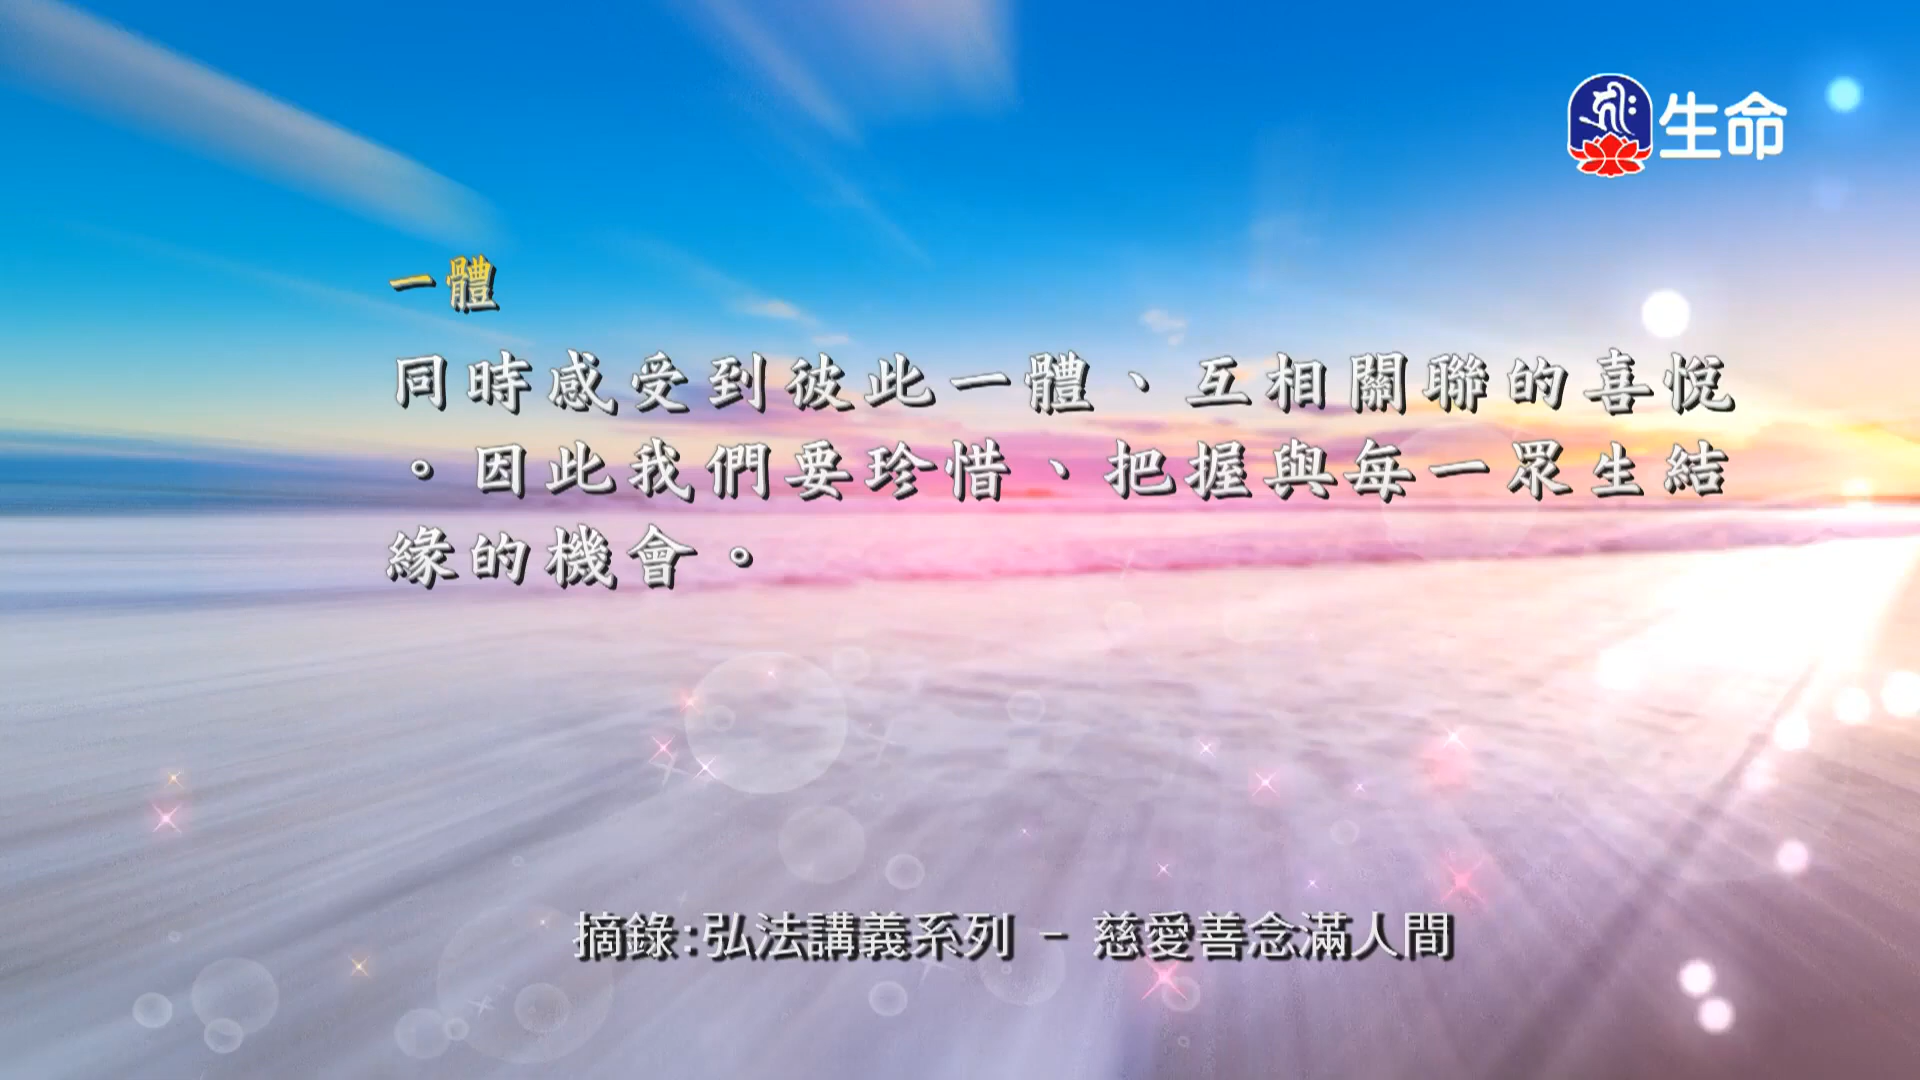 生命
一體
同時感受到彼此一體、互相關聯的喜悅
。因此我們要珍惜、把握與每一眾生結
緣的機會。
摘錄:弘法講義系列 - 慈愛善念滿人間